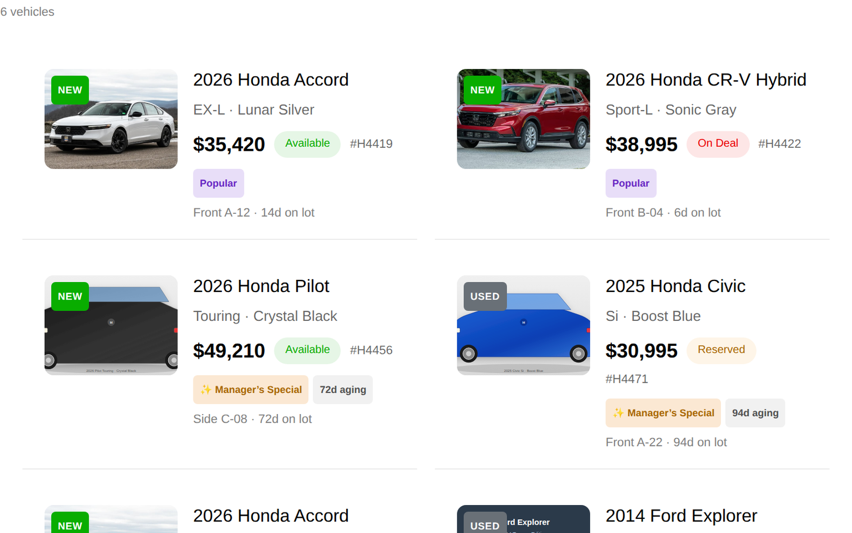 6 vehicles
NEW
2026 Honda Accord
EX-L · Lunar Silver
$35,420 Available #H4419
Popular
Front A-12 · 14d on lot
NEW
2026 Honda CR-V Hybrid
Sport-L · Sonic Gray
$38,995 On Deal #H4422
Popular
Front B-04 · 6d on lot
NEW
2026 Honda Pilot
Touring · Crystal Black
$49,210 Available #H4456
✨ Manager’s Special 72d aging
Side C-08 · 72d on lot
USED
2025 Honda Civic
Si · Boost Blue
$30,995 Reserved
#H4471
✨ Manager’s Special 94d aging
Front A-22 · 94d on lot
NEW
2026 Honda Accord
USED
rd Explorer
2014 Ford Explorer